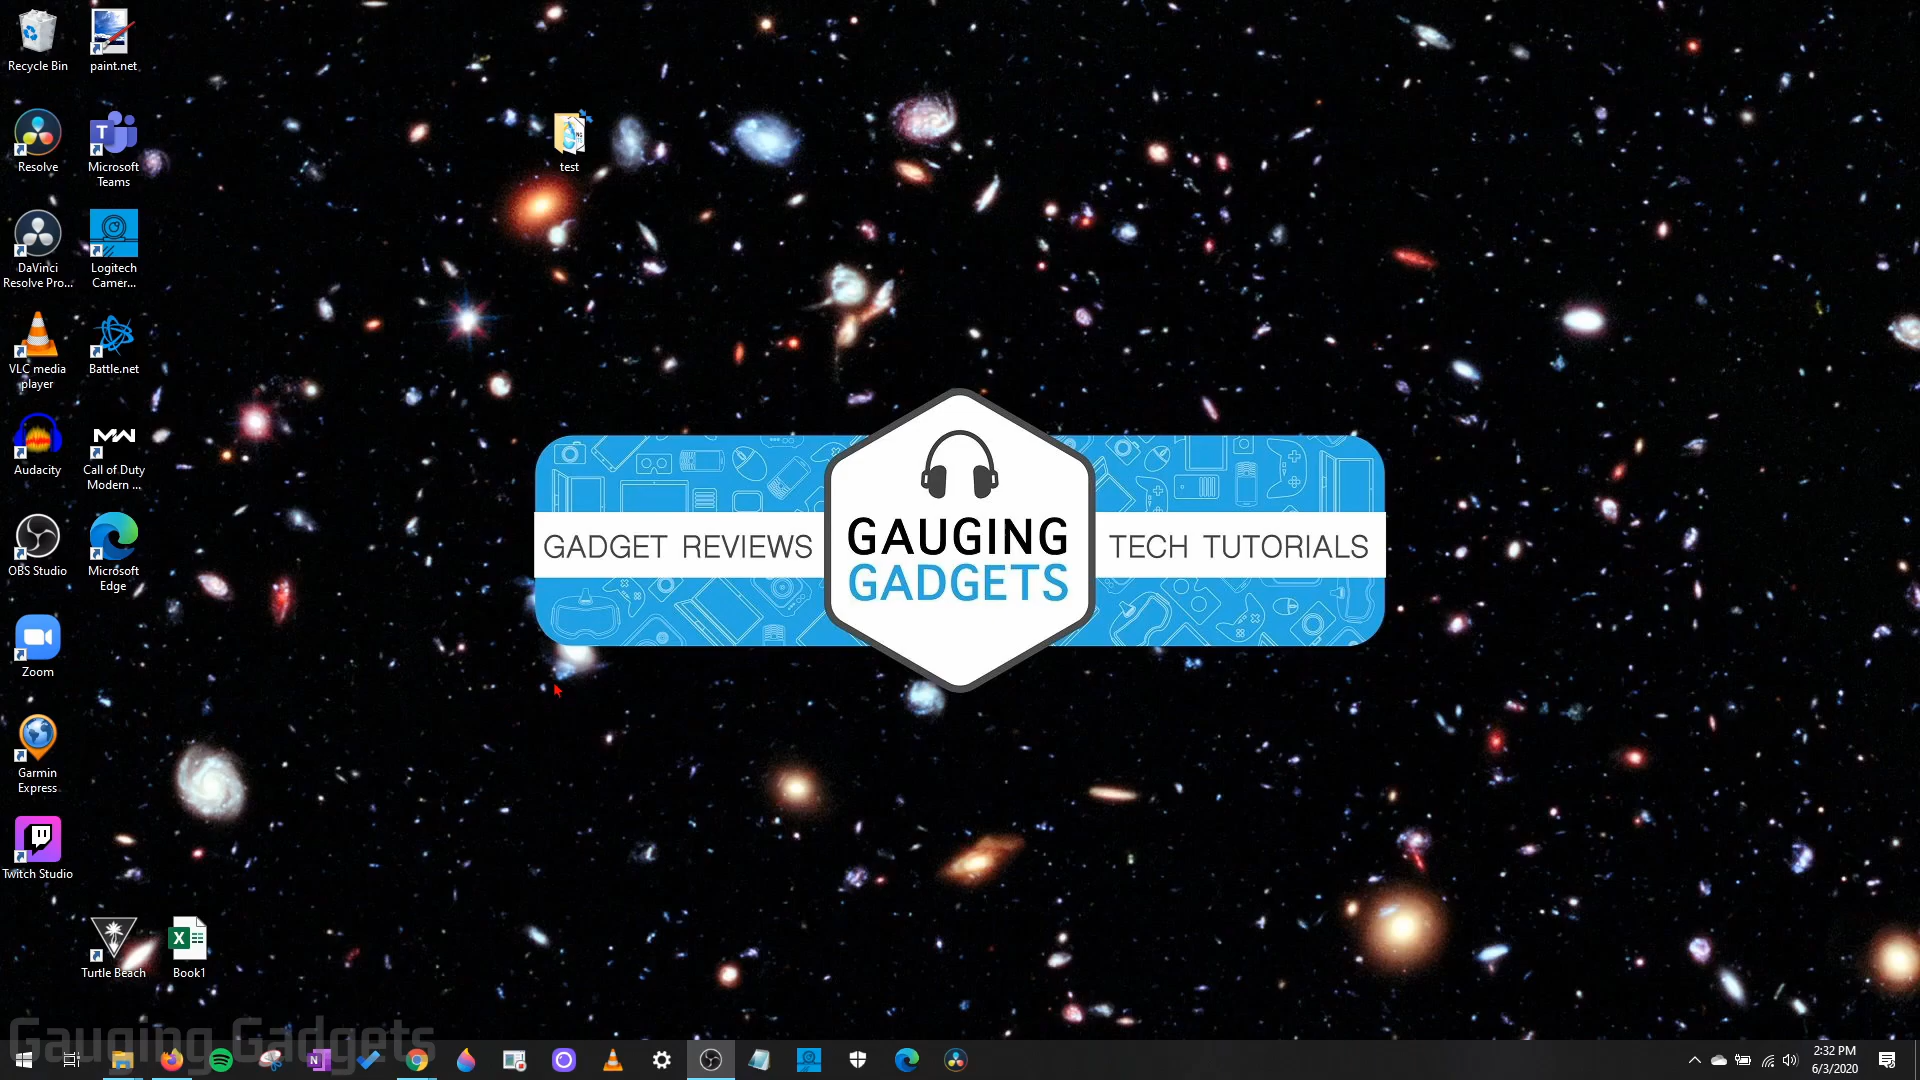 Recycle Bin
paint.net
Resolve
Microsoft
Teams
test
DaVinci
Resolve Pro...
Logitech
Camer...
VLC media
player
Battle.net
Audacity
Call of Duty
Modern ...
OBS Studio
Microsoft
Edge
Zoom
Garmin
Express
Twitch Studio
Turtle Beach
Book1
GADGET REVIEWS
GAUGING
GADGETS
TECH TUTORIALS
Gauging Gadgets
2:32 PM
6/3/2020